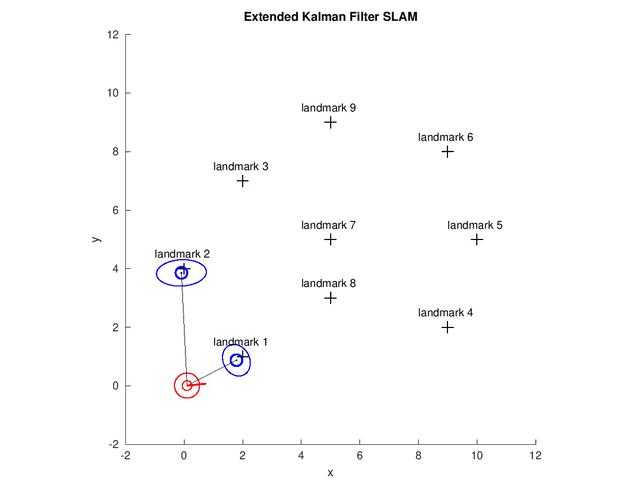 Extended Kalman Filter SLAM
12
10
8
6
4
2
0
-2
y
landmark 9
landmark 6
landmark 3
landmark 7
landmark 5
landmark 2
landmark 8
landmark 4
landmark 1
-2 0 2 4 6 8 10 12
x